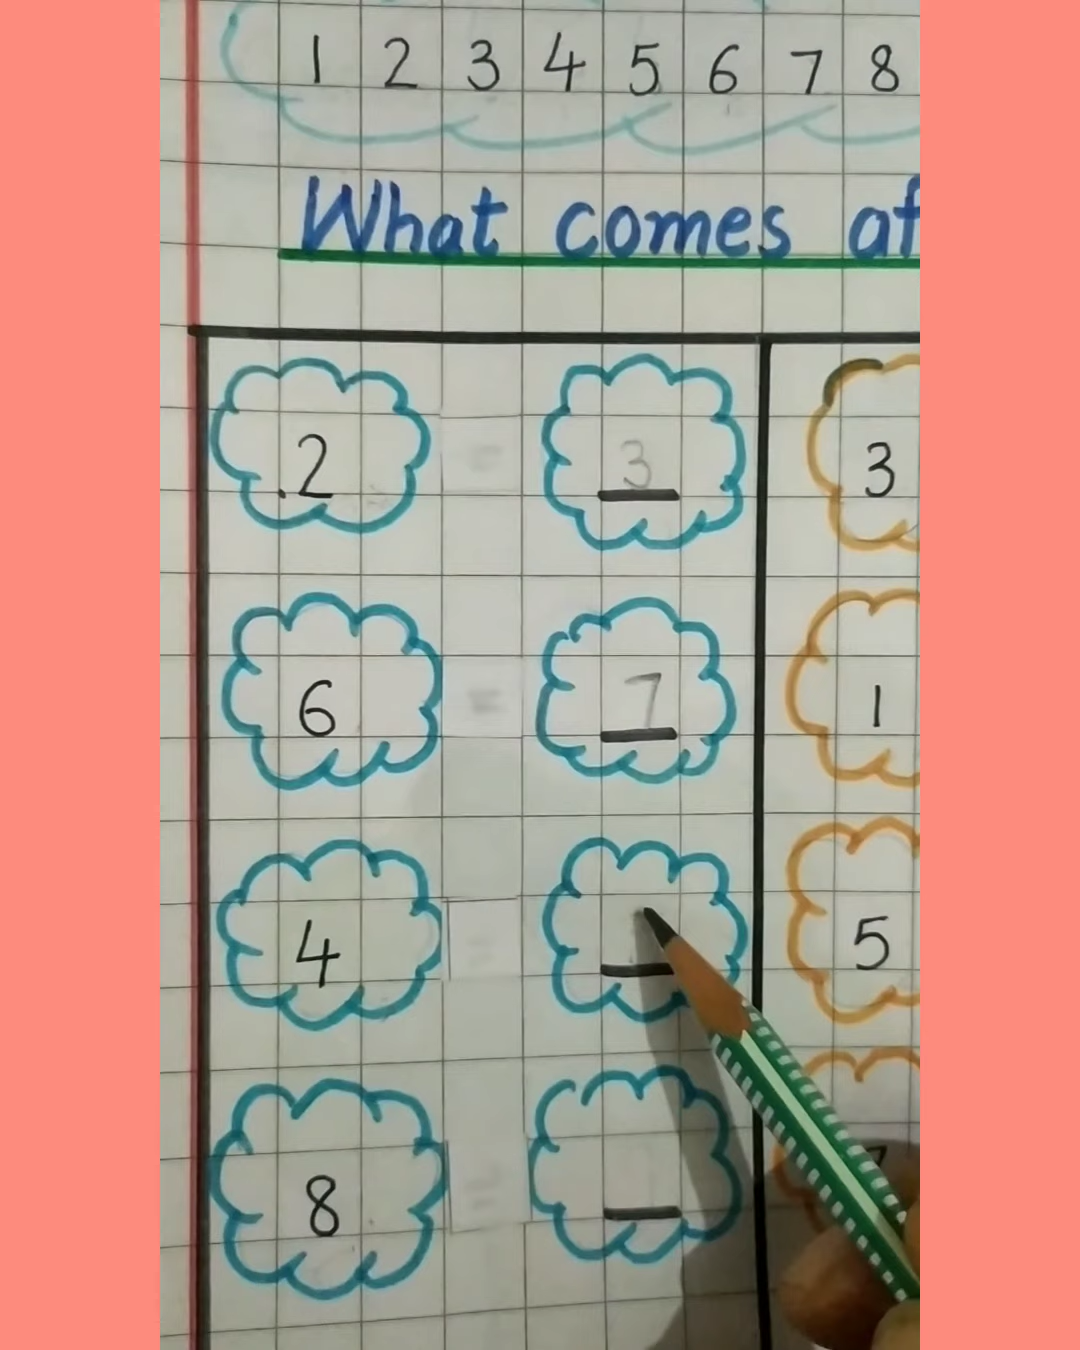 1 2 3 4 5 6 7 8
What comes af
2 = 3 3
6 = 7 1
4 = 5
8 =